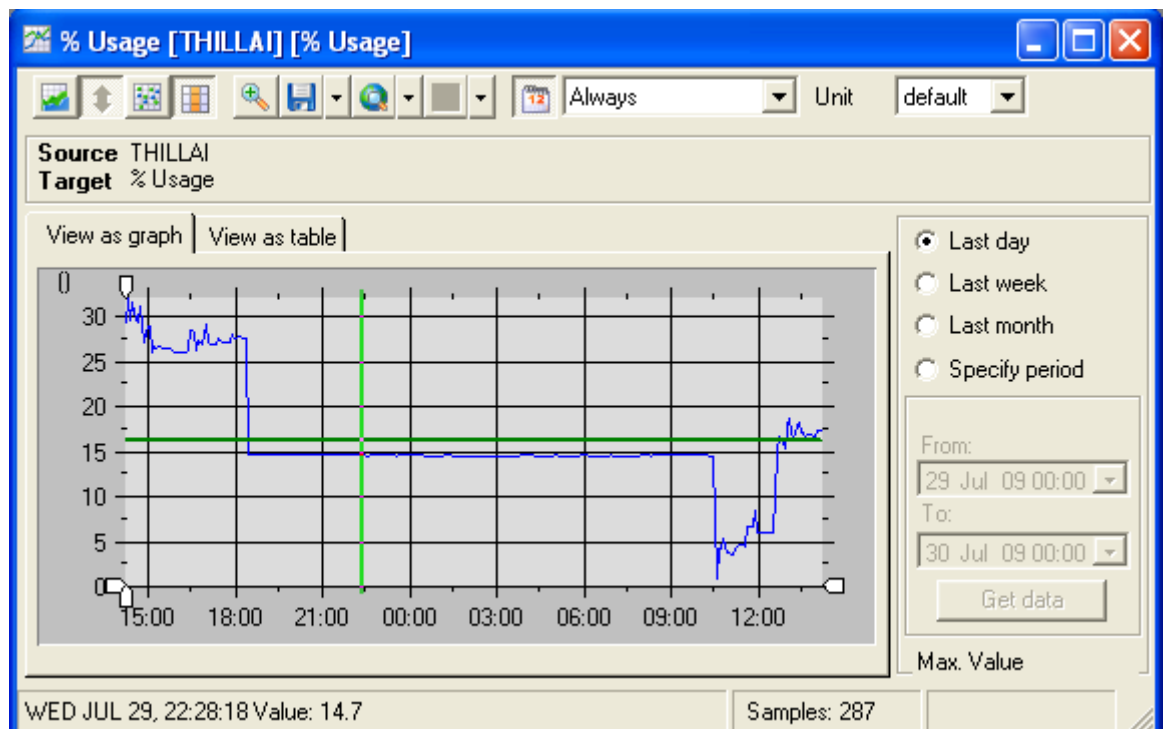 % Usage [THILLAI] [% Usage]
12 Always Unit default
Source THILLAI
Target % Usage
View as graph View as table
()
30
25
20
15
10
5
0
15:00 18:00 21:00 00:00 03:00 06:00 09:00 12:00
Last day
Last week
Last month
Specify period
From:
29 Jul 09 00:00
To:
30 Jul 09 00:00
Get data
Max. Value
WED JUL 29, 22:28:18 Value: 14.7 Samples: 287